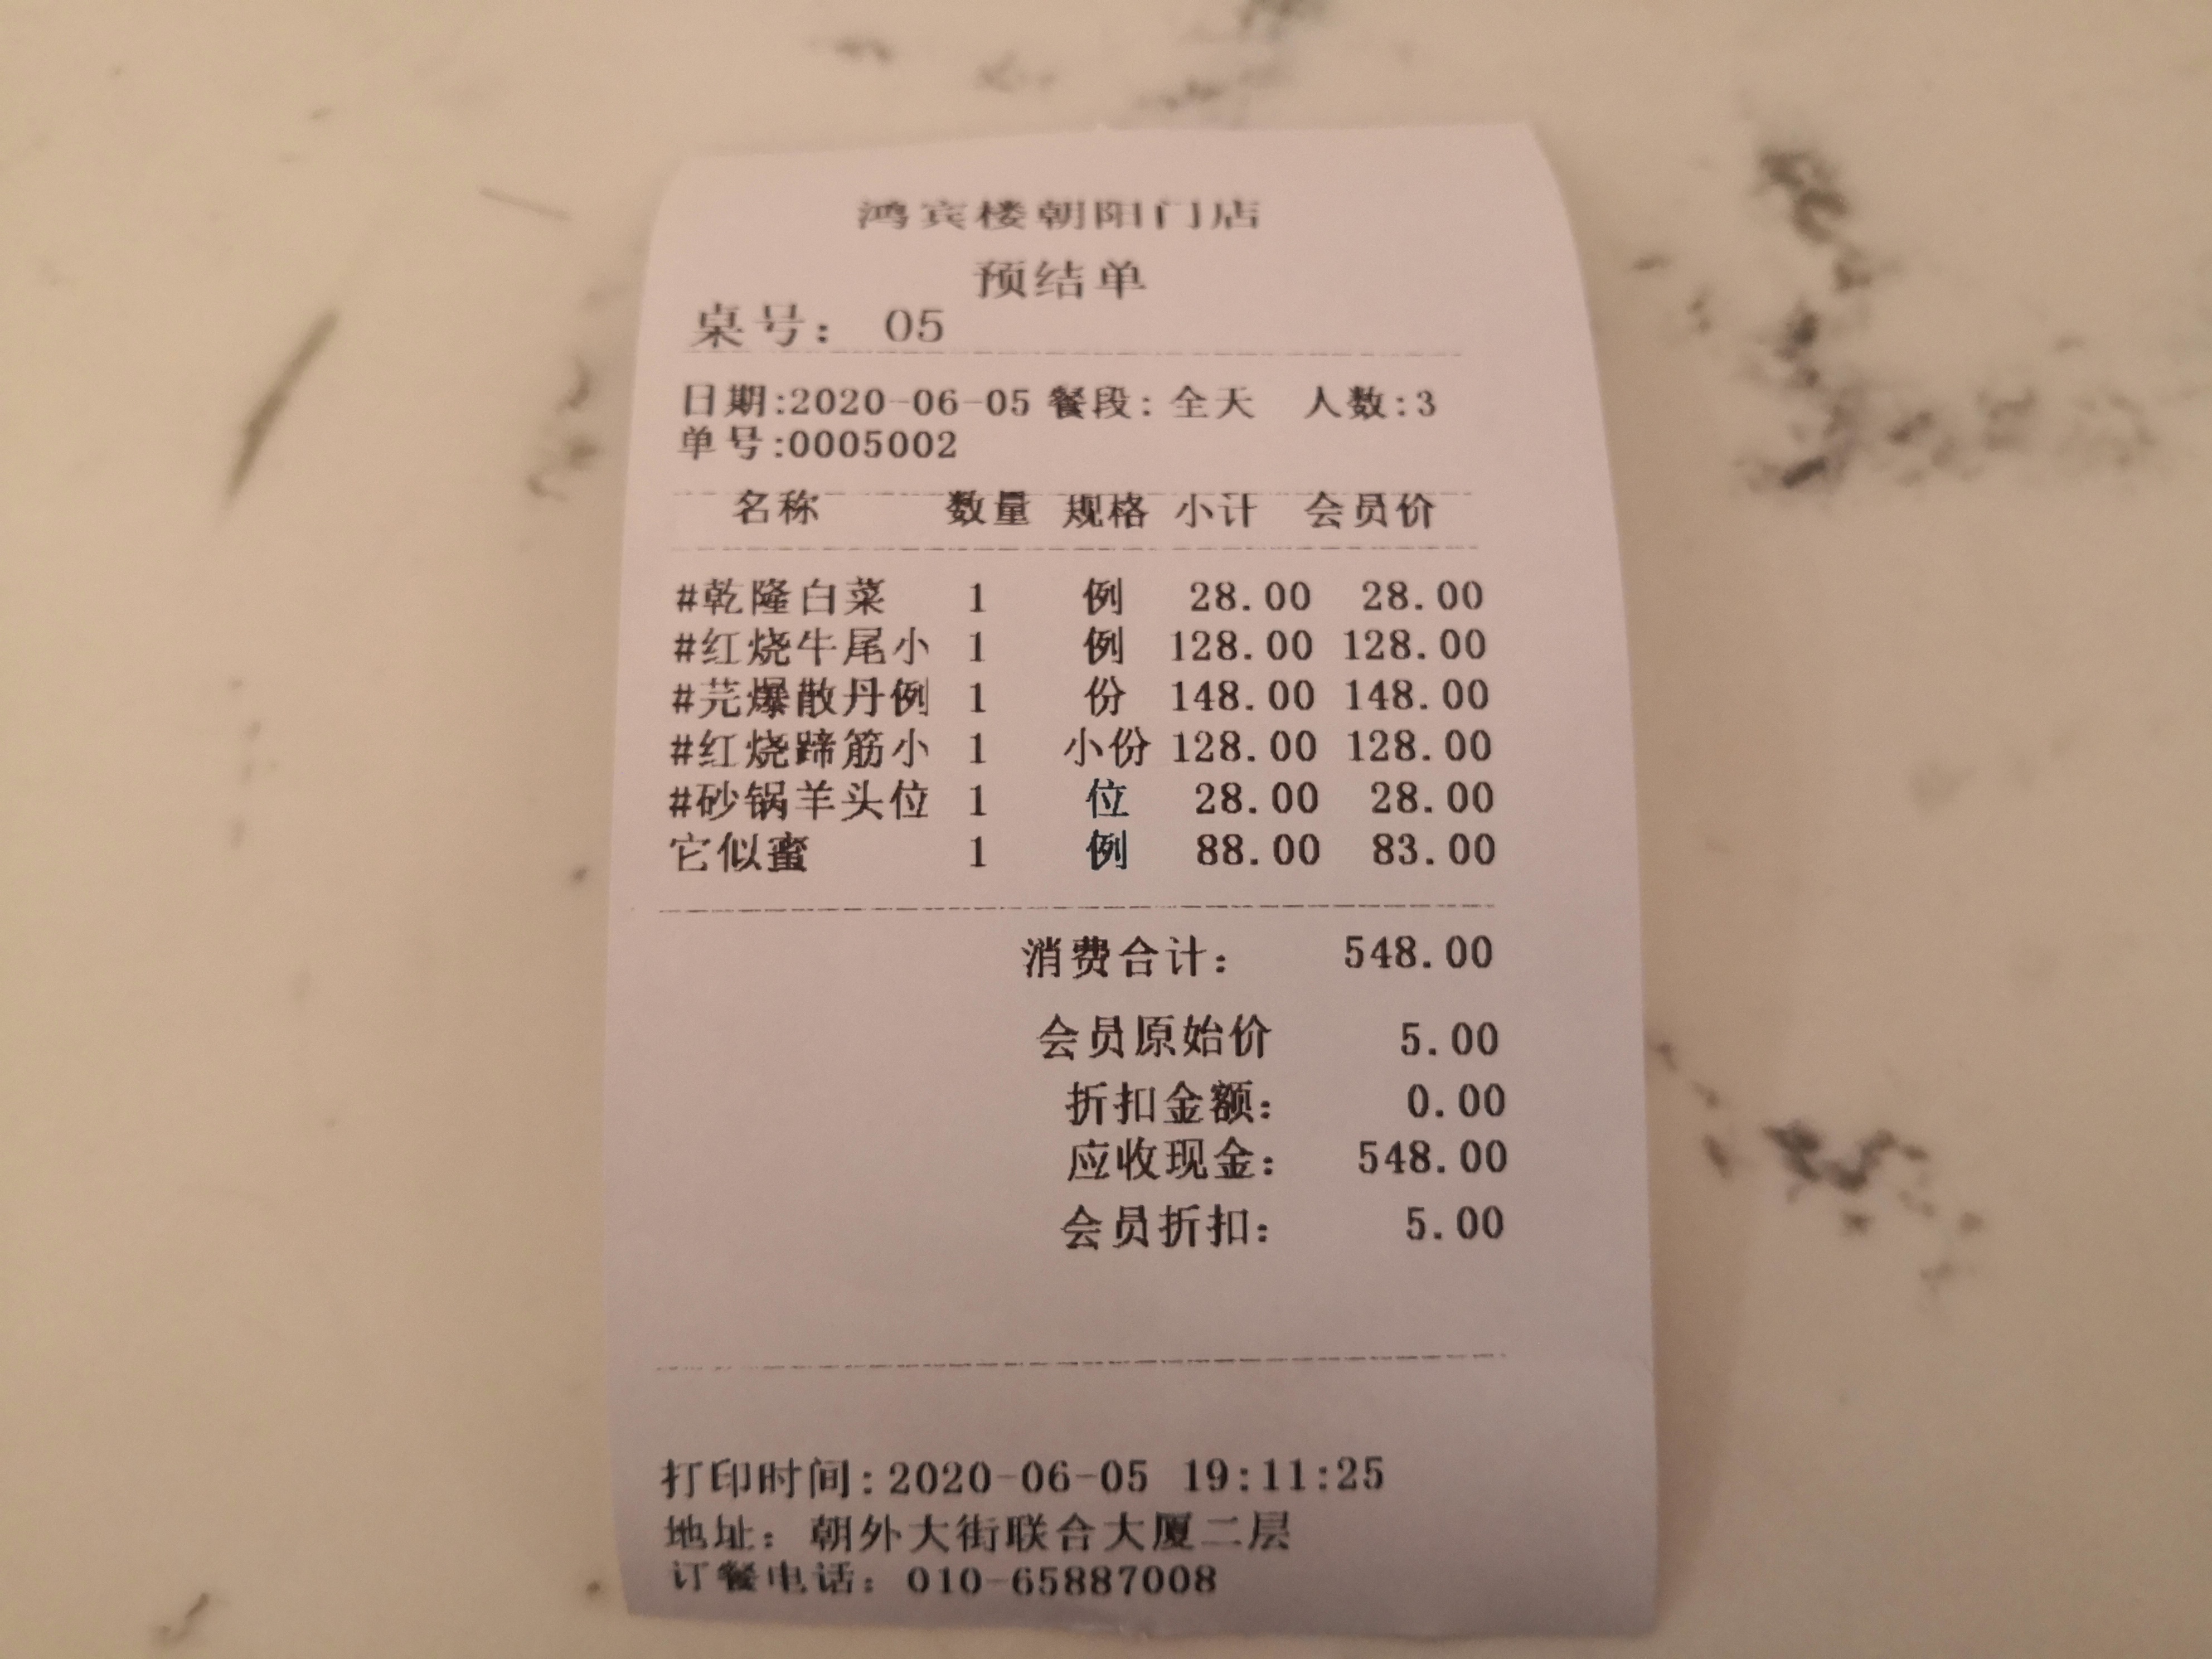 鸿宾楼朝阳门店
预结单
桌号： 05
日期:2020-06-05 餐段: 全天 人数:3
单号:0005002
名称 数量 规格 小计 会员价
#乾隆白菜 1 例 28.00 28.00
#红烧牛尾小 1 例 128.00 128.00
#芫爆散丹例 1 份 148.00 148.00
#红烧蹄筋小 1 小份 128.00 128.00
#砂锅羊头位 1 位 28.00 28.00
它似蜜 1 例 88.00 83.00
消费合计： 548.00
会员原始价 5.00
折扣金额： 0.00
应收现金： 548.00
会员折扣： 5.00
打印时间:2020-06-05 19:11:25
地址：朝外大街联合大厦二层
订餐电话：010-65887008